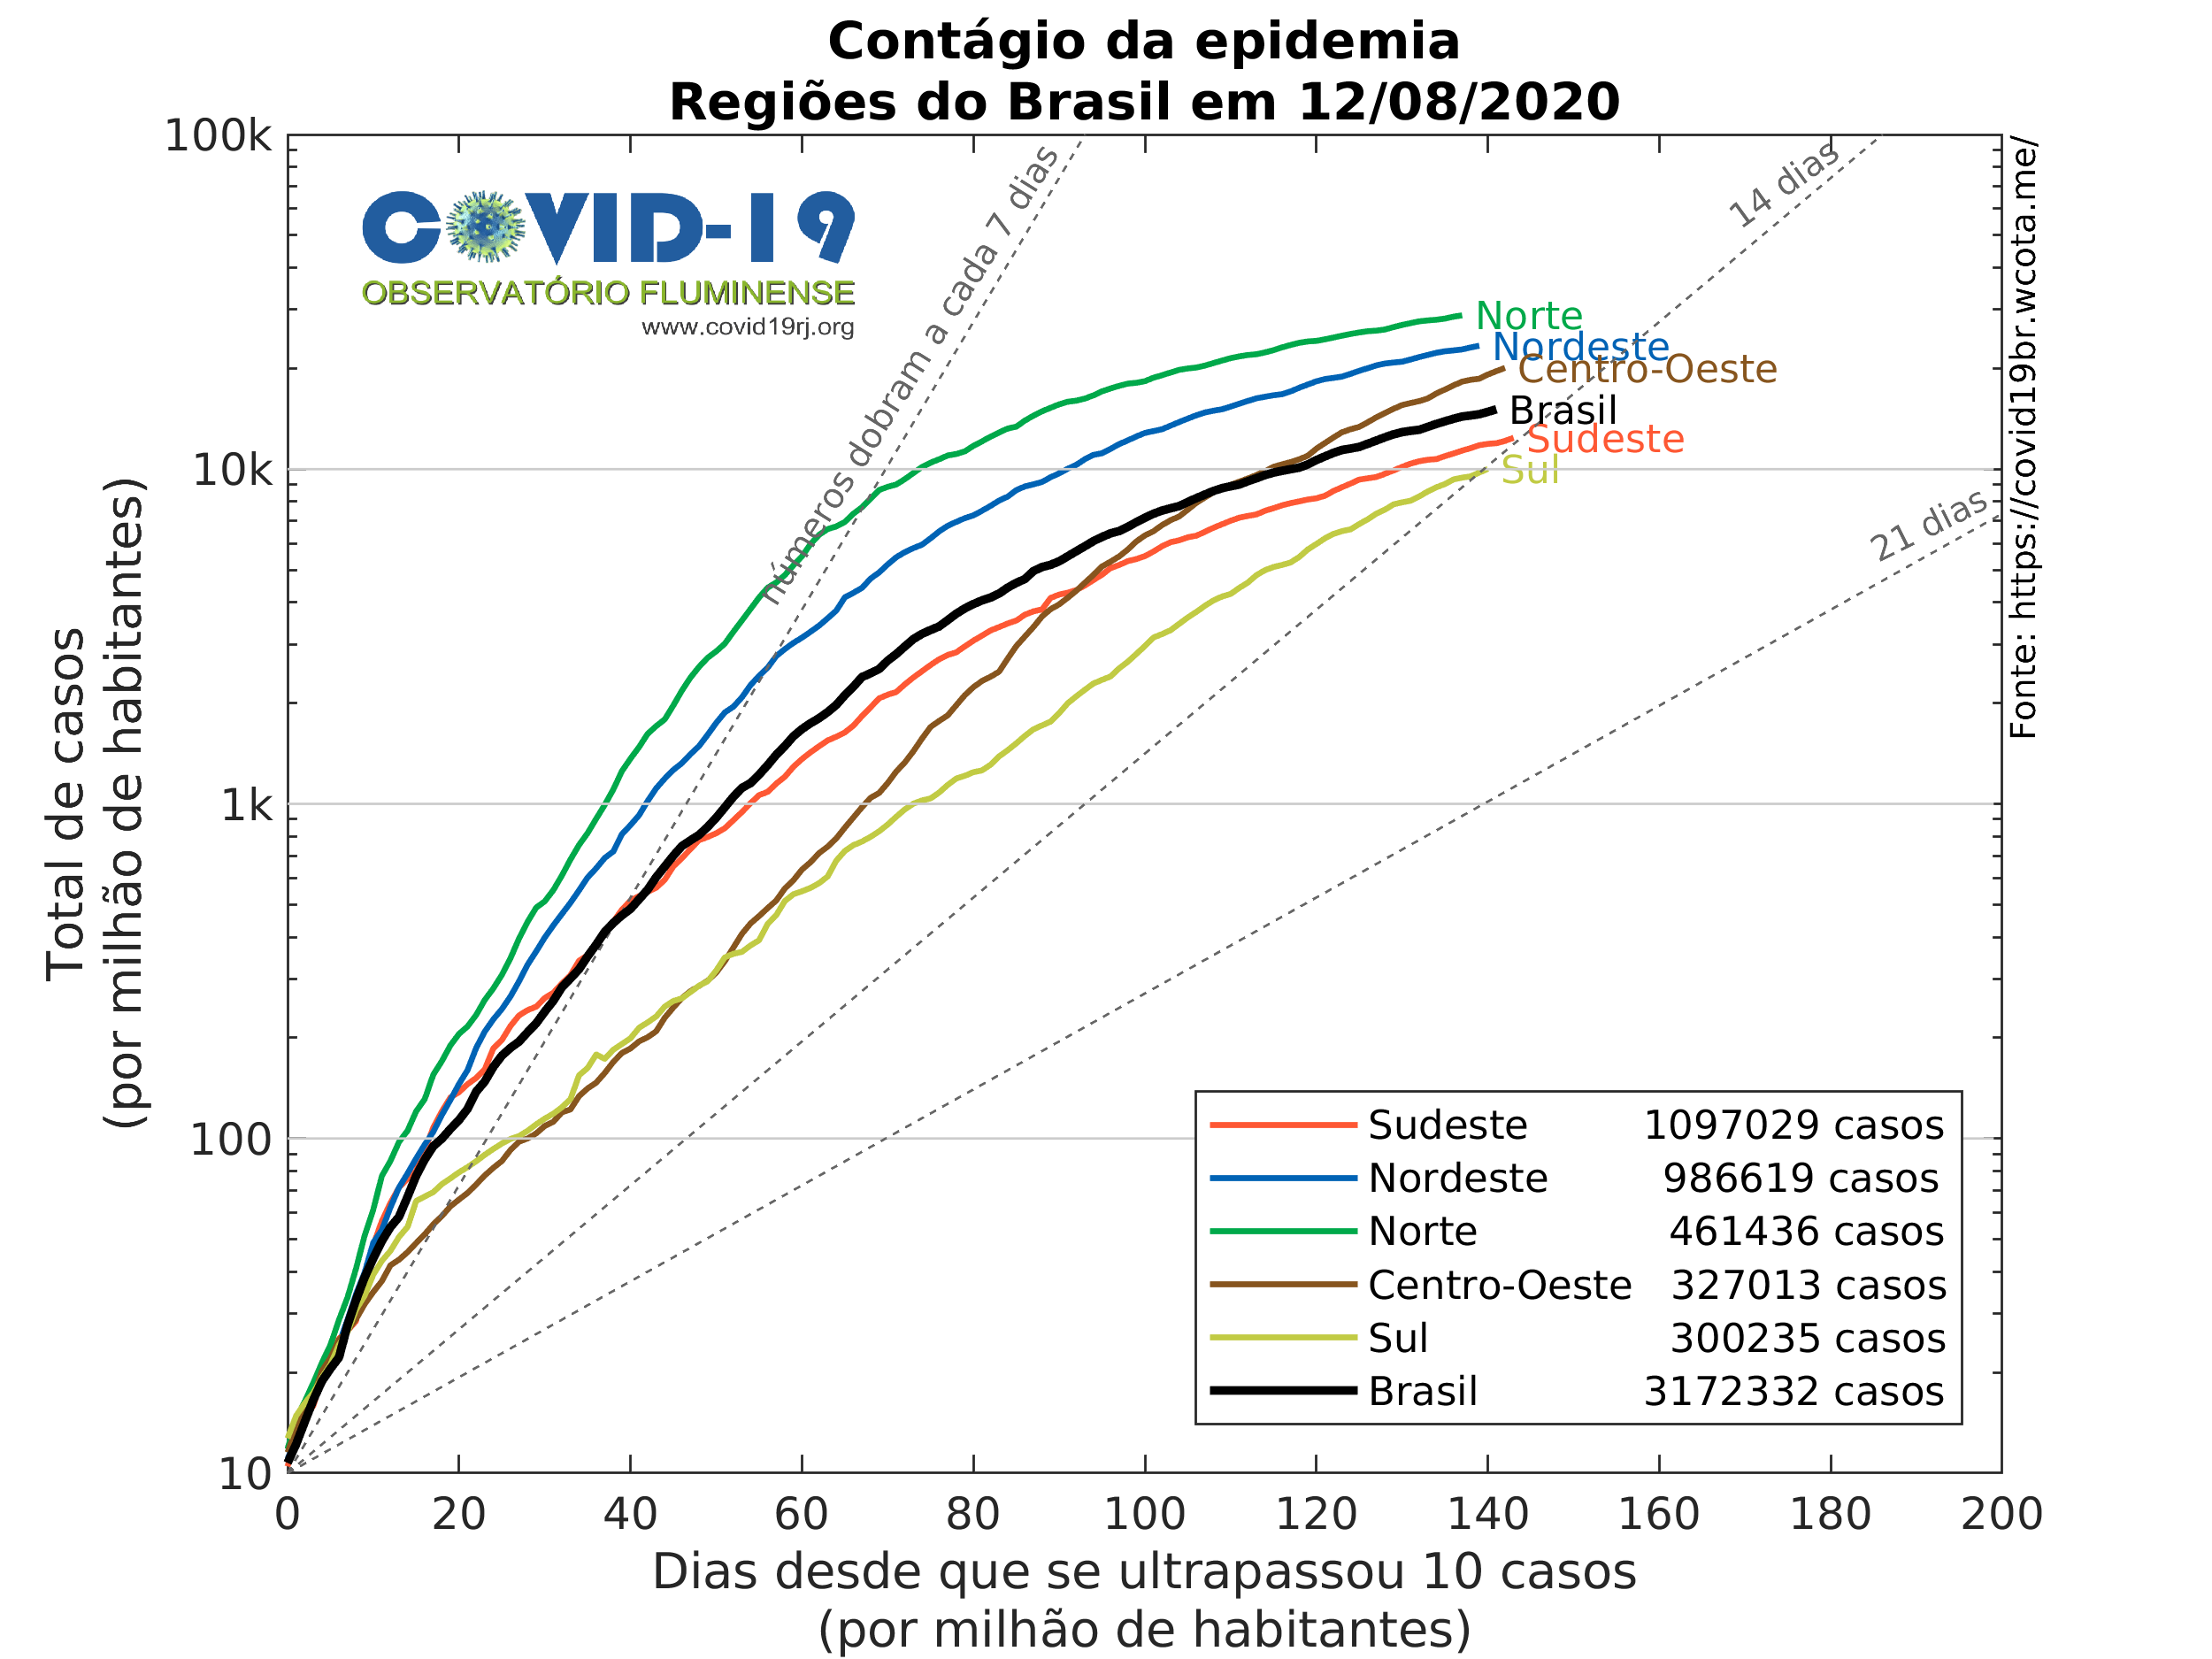 Contágio da epidemia
Regiões do Brasil em 12/08/2020
100k
10k
1k
100
10
Total de casos
(por milhão de habitantes)
COVID-19
OBSERVATÓRIO FLUMINENSE
www.covid19rj.org
números dobram a cada 7 dias
14 dias
21 dias
Norte
Nordeste
Centro-Oeste
Brasil
Sudeste
Sul
Fonte: https://covid19br.wcota.me/
Sudeste 1097029 casos
Nordeste 986619 casos
Norte 461436 casos
Centro-Oeste 327013 casos
Sul 300235 casos
Brasil 3172332 casos
0 20 40 60 80 100 120 140 160 180 200
Dias desde que se ultrapassou 10 casos
(por milhão de habitantes)